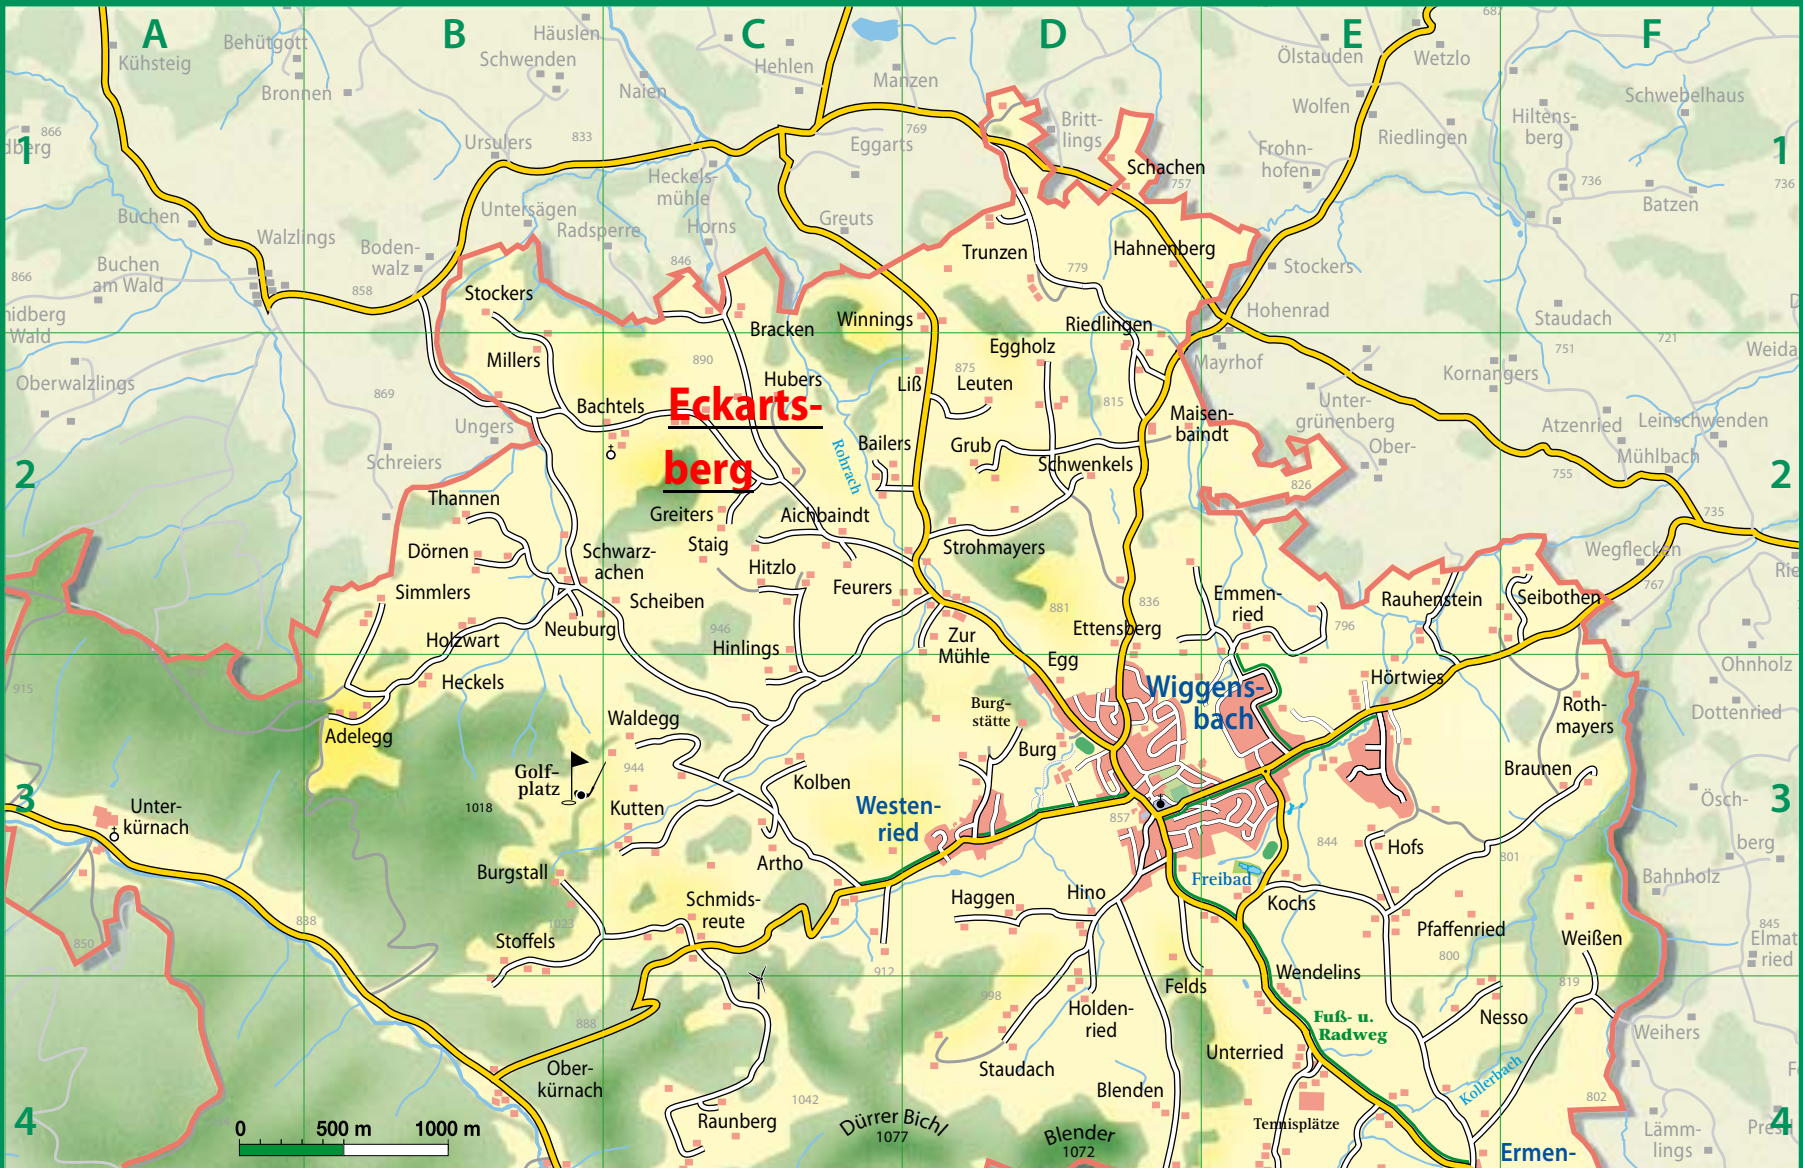 A
B
C
D
E
F
Kühsteig
Behütgott
Bronnen
Häuslen
Schwenden
Naien
Hehlen
Manzen
Ölstauden
Wetzlo
687
Schwebelhaus
866
dberg
1
Ursulers
833
769
Eggarts
Britt-
lings
Wolfen
Riedlingen
Hiltens-
berg
Frohn-
hofen
1
Schachen
757
736
736
Batzen
Heckels-
mühle
Buchen
Untersägen
Radsperre
Horns
Greuts
Walzlings
Boden-
walz
846
Trunzen
779
Hahnenberg
Stockers
866
Buchen
am Wald
858
Stockers
Hohenrad
nidberg
Wald
Bracken
Winnings
Riedlingen
Staudach
721
751
Weida
Millers
890
Eggholz
875
Mayrhof
Kornangers
Oberwalzlings
869
Hubers
Liß
Leuten
815
Unter-
grünenberg
Bachtels
Eckarts-
berg
Maisen-
baindt
Atzenried
Leinschwenden
Ungers
Rohrach
Bailers
Grub
Ober-
Mühlbach
2
Schreiers
Schwenkels
826
755
2
Thannen
Greiters
Aichbaindt
735
Dörnen
Schwarz-
achen
Staig
Strohmayers
Wegflecken
Hitzlo
767
Rie
Simmlers
Scheiben
Feurers
881
836
Emmen-
ried
Rauhenstein
Seibothen
796
Holzwart
Neuburg
946
Hinlings
Zur
Mühle
Ettensberg
Egg
Ohnholz
915
Heckels
Wiggens-
bach
Hörtwies
Waldegg
Burg-
stätte
Roth-
mayers
Dottenried
Adelegg
Burg
Golf-
platz
944
Kolben
Braunen
3
1018
Kutten
Westen-
ried
857
Ösch-
berg
3
Unter-
kürnach
844
Hofs
801
Artho
Burgstall
Freibad
Bahnholz
Schmids-
reute
Haggen
Hino
Kochs
838
1023
Pfaffenried
845
850
Stoffels
Weißen
Elmat
ried
912
800
Wendelins
819
998
Felds
Holden-
ried
Nesso
888
Fuß- u.
Radweg
Weihers
Unterried
Staudach
Ober-
kürnach
Blenden
Kollerbach
802
1042
4
0
500 m
1000 m
Raunberg
Dürrer Bichl
1077
Blender
1072
Tennisplätze
Lämm-
lings
4
Ermen-